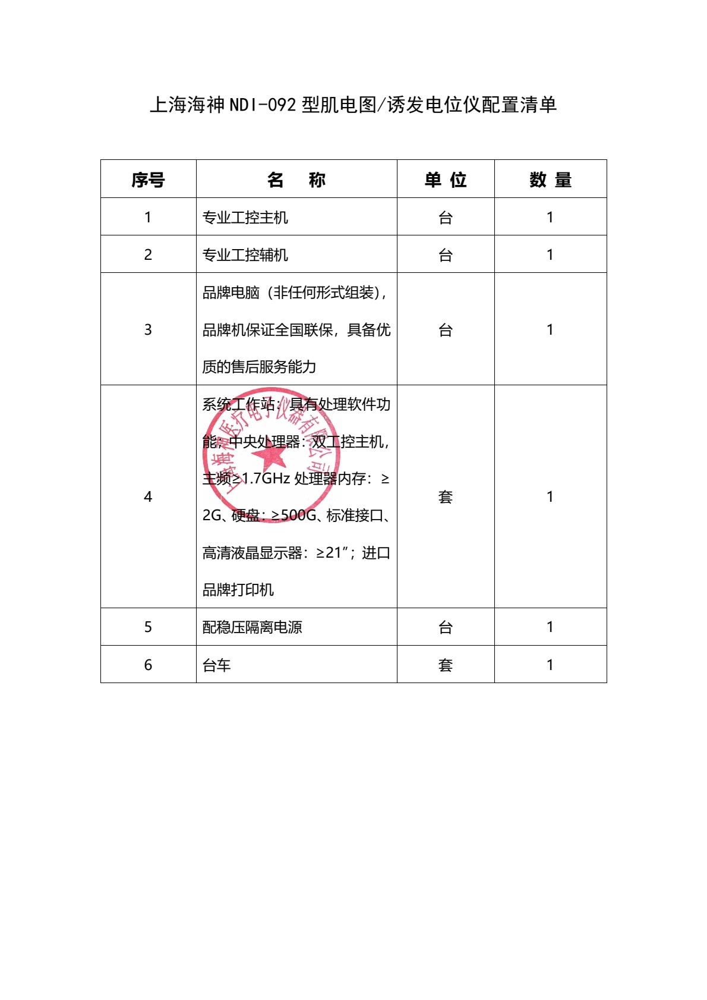 上海海神 NDI-092 型肌电图/诱发电位仪配置清单
序号 名 称 单 位 数 量
1 专业工控主机 台 1
2 专业工控辅机 台 1
品牌电脑（非任何形式组装），
3 品牌机保证全国联保，具备优 台 1
质的售后服务能力
系统工作站：具有处理软件功
能；中央处理器：双工控主机，
主频≥1.7GHz 处理器内存：≥
4 2G、硬盘：≥500G、标准接口、 套 1
高清液晶显示器：≥21″；进口
品牌打印机
5 配稳压隔离电源 台 1
6 台车 套 1
上海海神医疗电子仪器有限公司